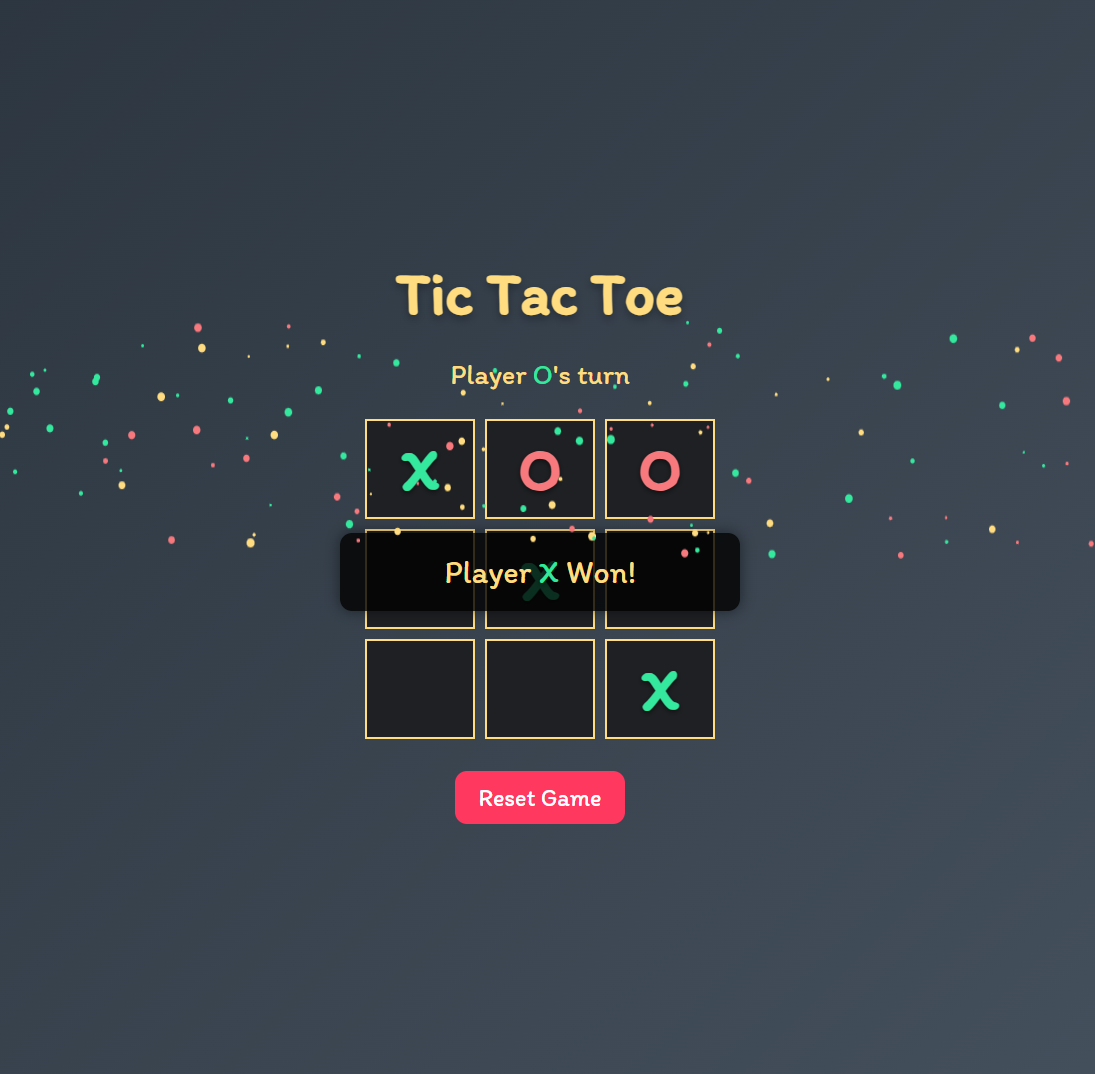 Tic Tac Toe
Player O's turn
X O O
Player X Won!
X
X
Reset Game